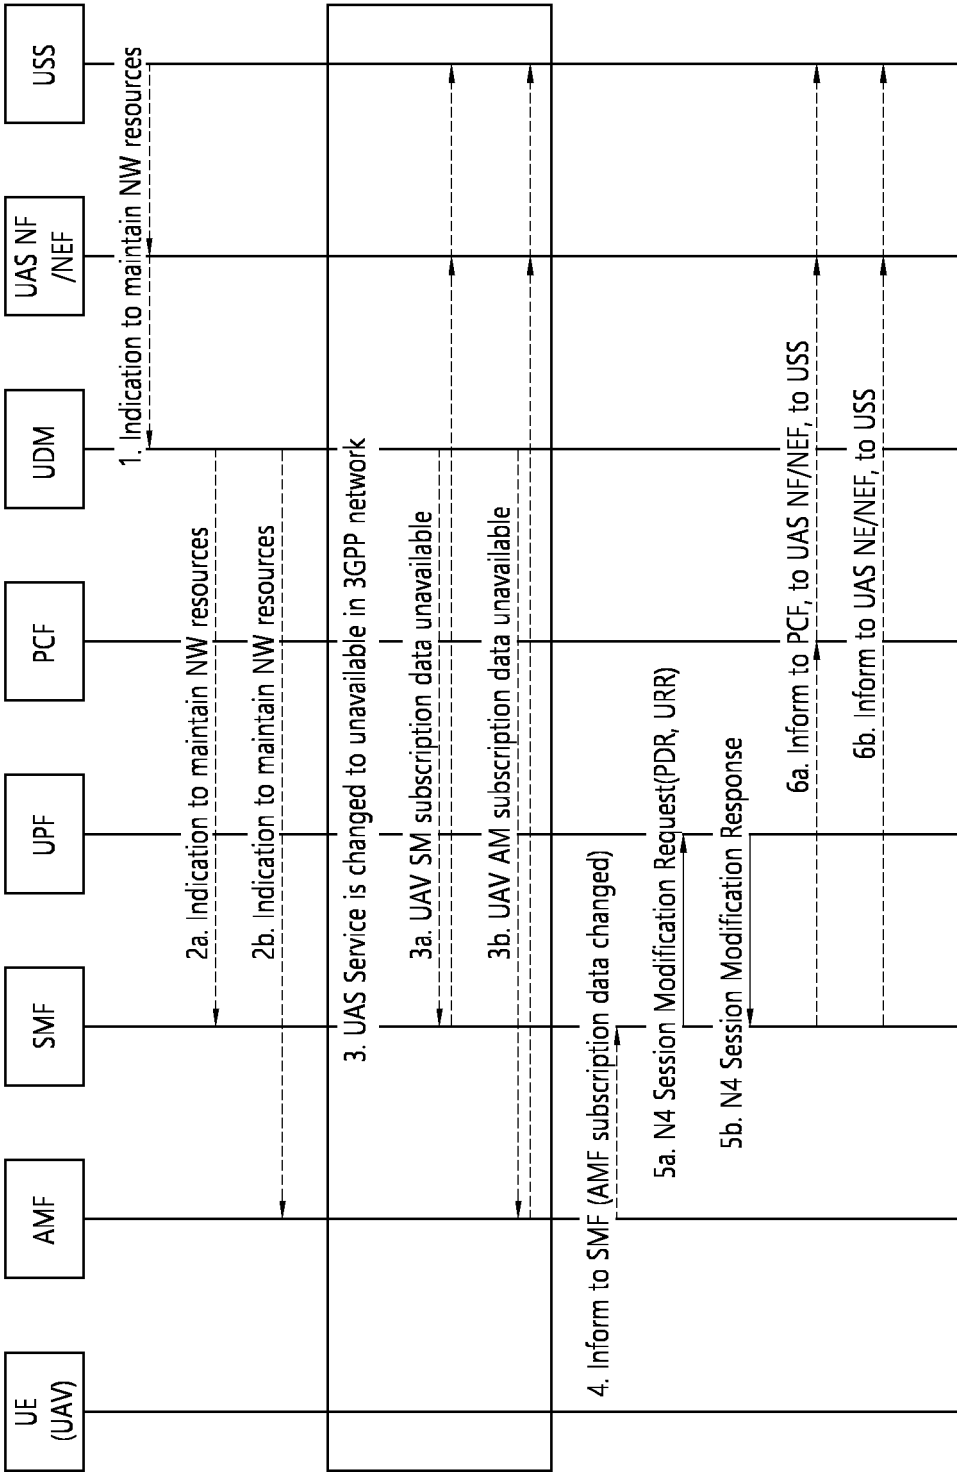 UE
(UAV)
AMF
SMF
UPF
PCF
UDM
UAS NF
/NEF
USS
1. Indication to maintain NW resources
2a. Indication to maintain NW resources
2b. Indication to maintain NW resources
3. UAS Service is changed to unavailable in 3GPP network
3a. UAV SM subscription data unavailable
3b. UAV AM subscription data unavailable
4. Inform to SMF (AMF subscription data changed)
5a. N4 Session Modification Request(PDR, URR)
5b. N4 Session Modification Response
6a. Inform to PCF, to UAS NF/NEF, to USS
6b. Inform to UAS NE/NEF, to USS